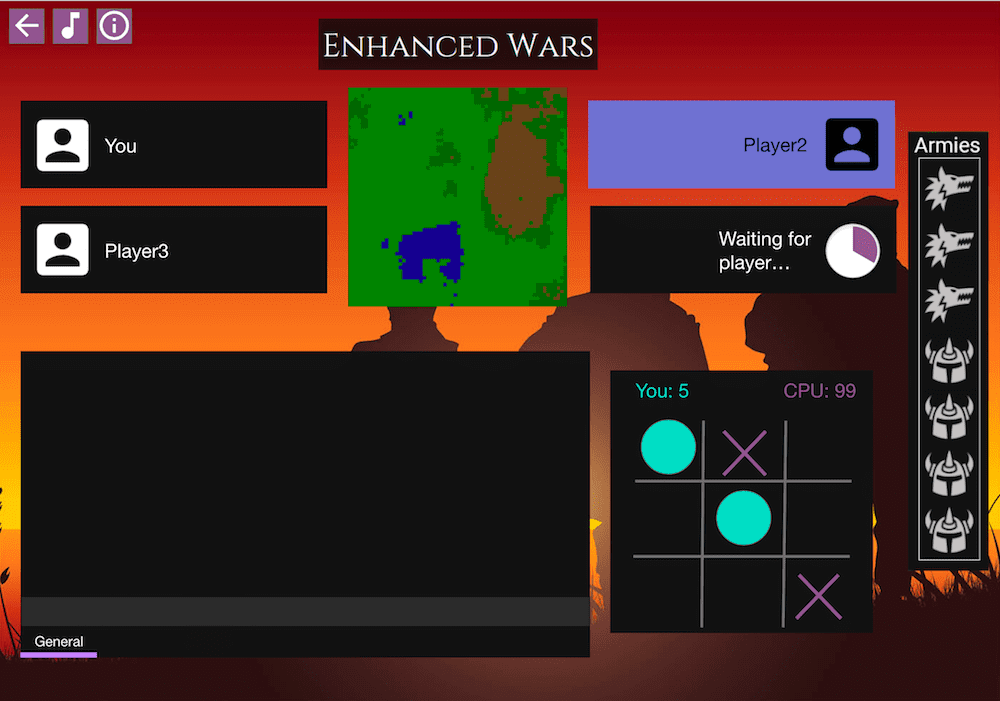 Enhanced Wars
You
Player2
Armies
Player3
Waiting for
player...
You: 5
CPU: 99
General